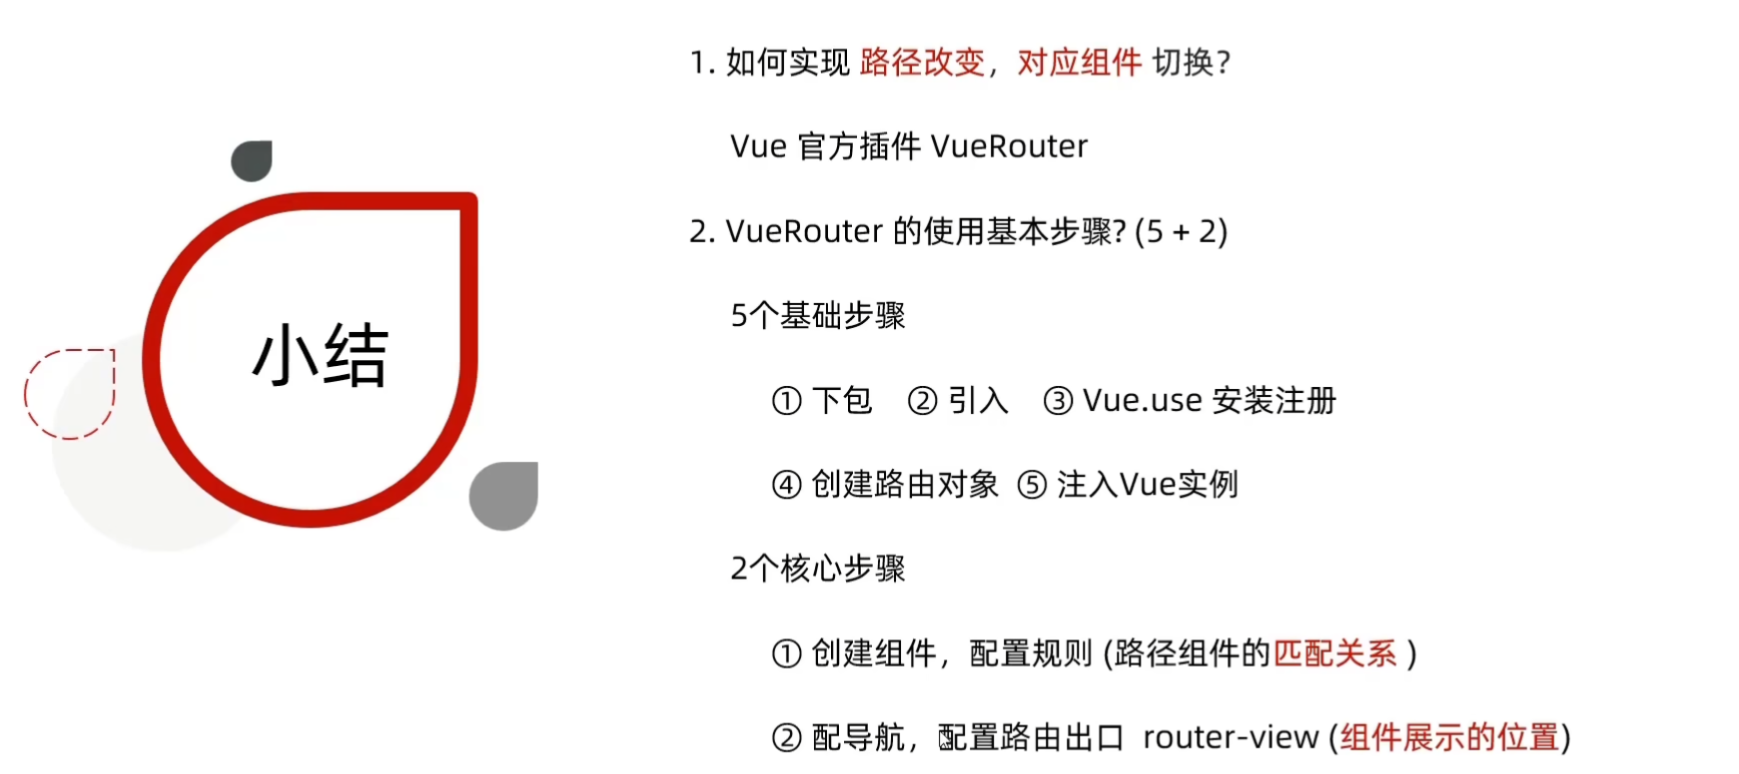 小结
1. 如何实现 路径改变，对应组件 切换？
Vue 官方插件 VueRouter
2. VueRouter 的使用基本步骤? (5 + 2)
5个基础步骤
① 下包 ② 引入 ③ Vue.use 安装注册
④ 创建路由对象 ⑤ 注入Vue实例
2个核心步骤
① 创建组件，配置规则 (路径组件的匹配关系 )
② 配导航，配置路由出口 router-view (组件展示的位置)